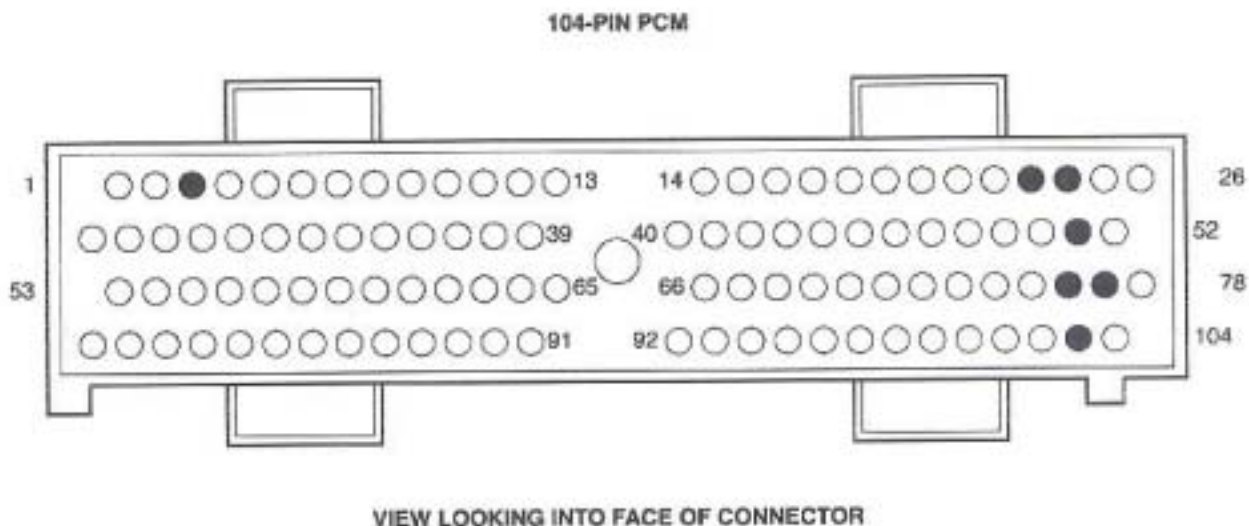 104-PIN PCM
1 13 14 26
39 40 52
53 65 66 78
91 92 104
VIEW LOOKING INTO FACE OF CONNECTOR